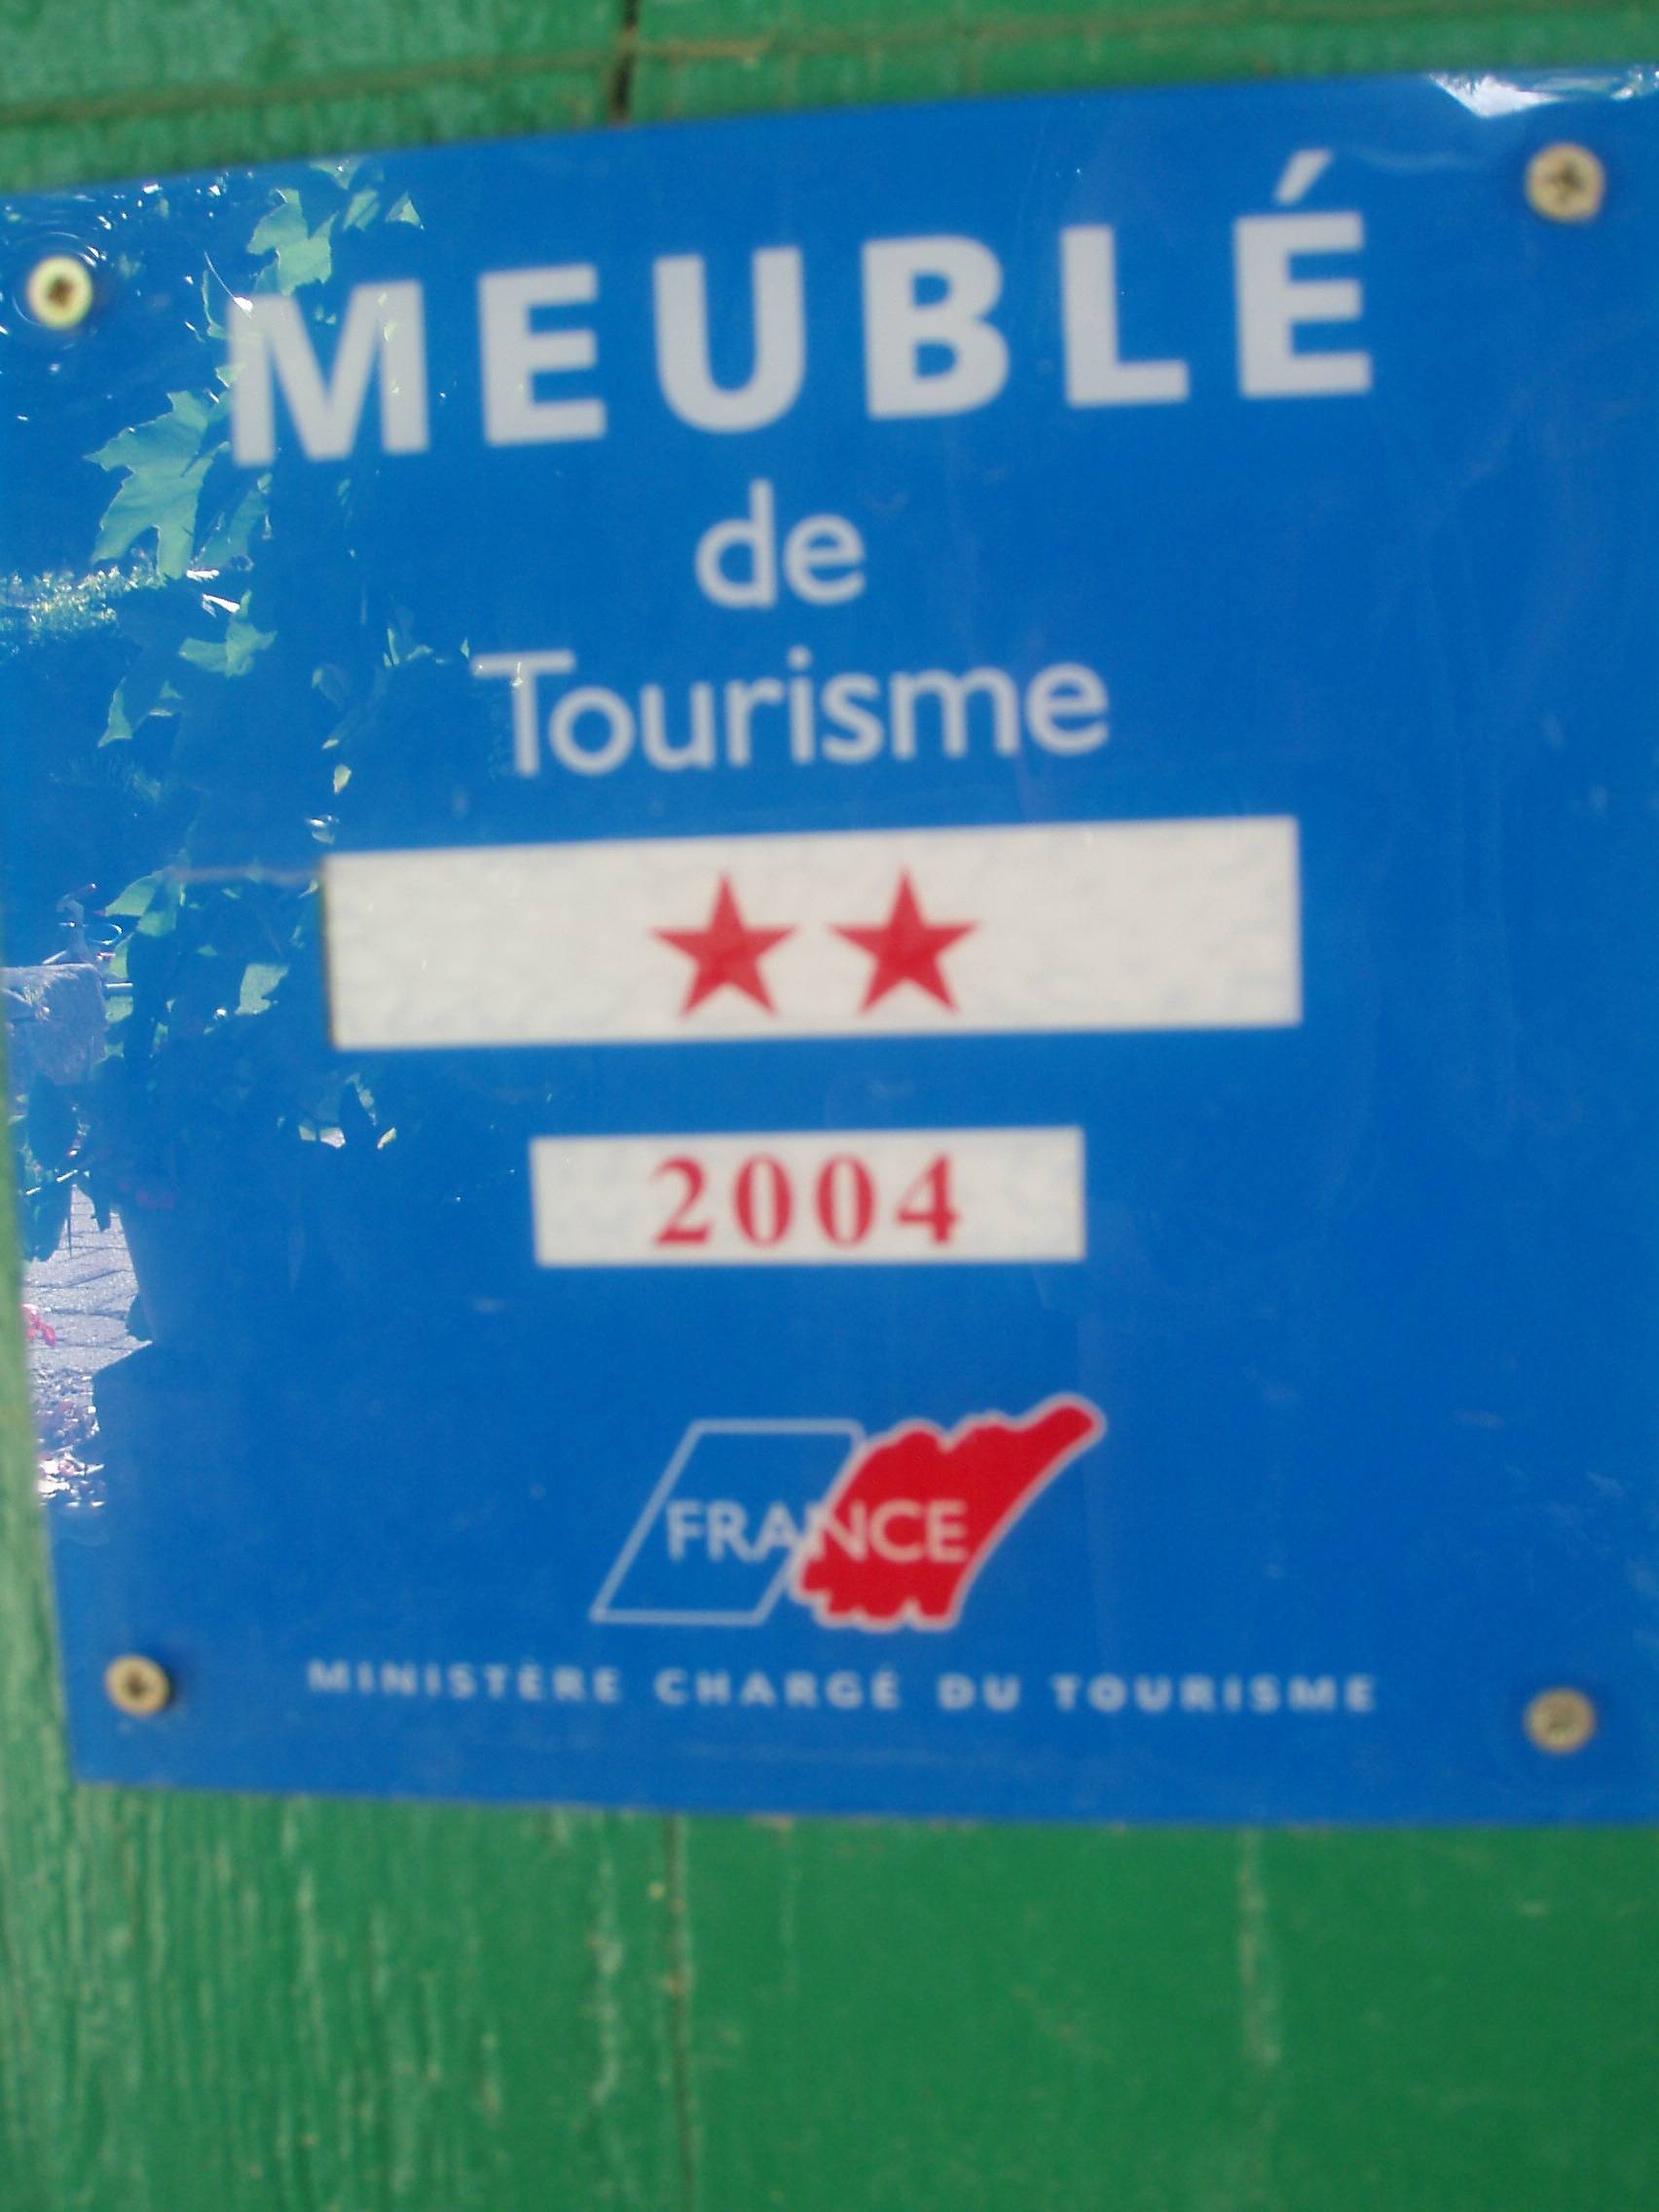 MEUBLÉ
de
Tourisme
★★
2004
FRANCE
MINISTÈRE CHARGÉ DU TOURISME